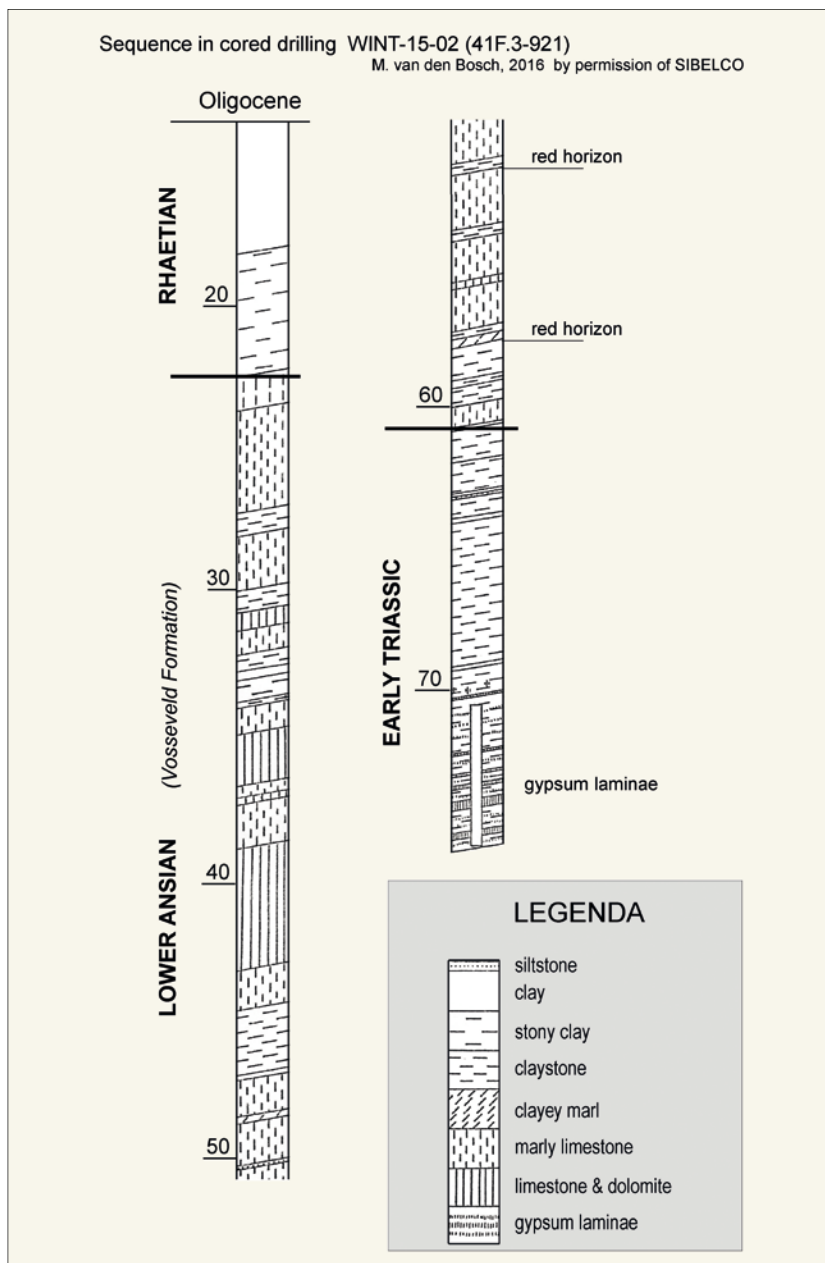 Sequence in cored drilling WINT-15-02 (41F.3-921)
M. van den Bosch, 2016 by permission of SIBELCO
Oligocene
RHAETIAN
20
30
(Vosseveld Formation)
40
LOWER ANSIAN
50
red horizon
red horizon
60
EARLY TRIASSIC
70
gypsum laminae
LEGENDA
siltstone
clay
stony clay
claystone
clayey marl
marly limestone
limestone & dolomite
gypsum laminae